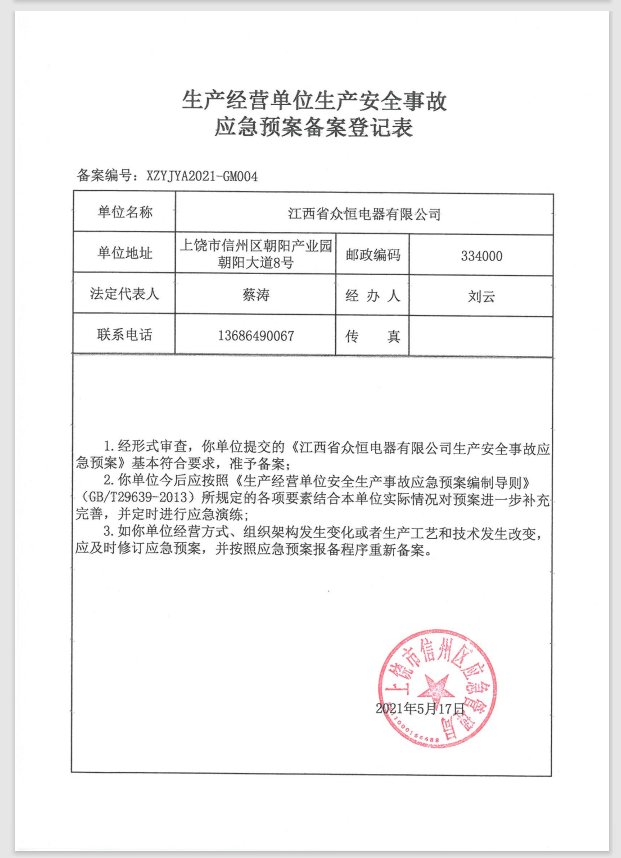 生产经营单位生产安全事故
应急预案备案登记表
备案编号：XZYJYA2021-GM004
单位名称 江西省众恒电器有限公司
单位地址 上饶市信州区朝阳产业园朝阳大道8号 邮政编码 334000
法定代表人 蔡涛 经办人 刘云
联系电话 13686490067 传真
1.经形式审查，你单位提交的《江西省众恒电器有限公司生产安全事故应
急预案》基本符合要求，准予备案；
2.你单位今后应按照《生产经营单位安全生产事故应急预案编制导则》
（GB/T29639-2013）所规定的各项要素结合本单位实际情况对预案进一步补充
完善，并定时进行应急演练；
3.如你单位经营方式、组织架构发生变化或者生产工艺和技术发生改变，
应及时修订应急预案，并按照应急预案报备程序重新备案。
上饶市信州区应急管理局
2021年5月17日